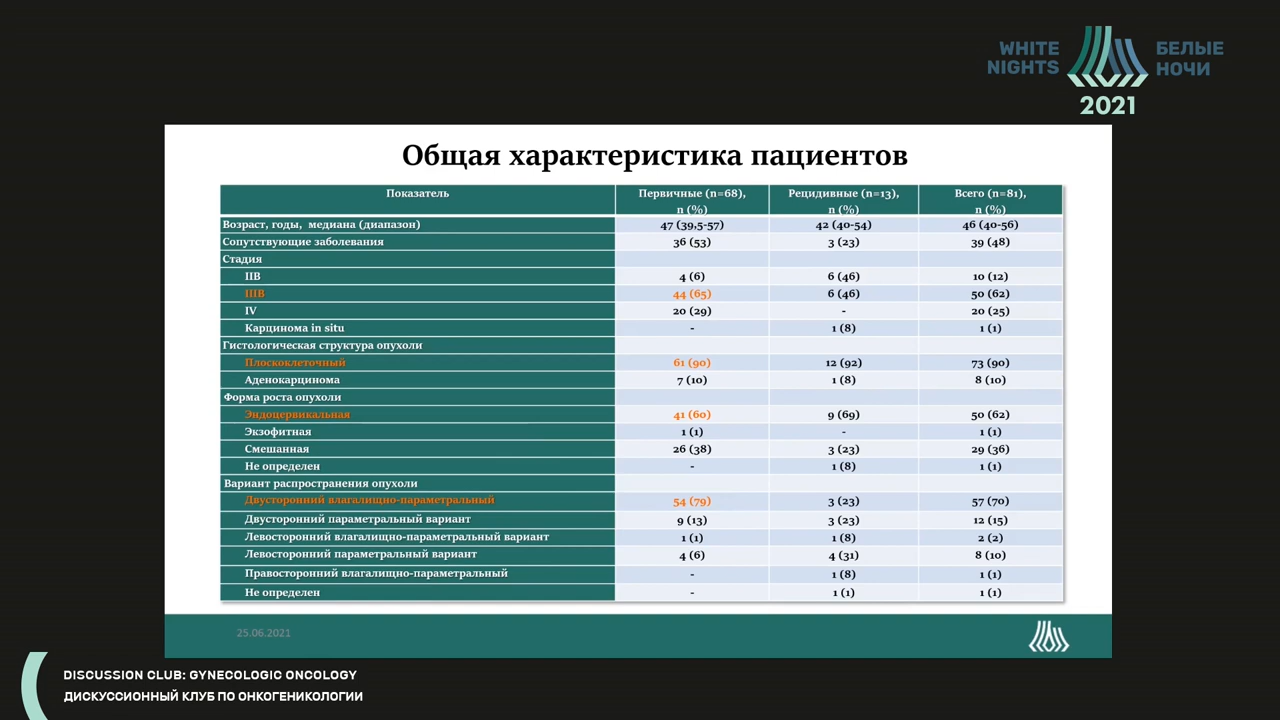 WHITE NIGHTS БЕЛЫЕ НОЧИ
2021
Общая характеристика пациентов
Показатель Первичные (n=68), n (%) Рецидивные (n=13), n (%) Всего (n=81), n (%)
Возраст, годы, медиана (диапазон) 47 (39,5-57) 42 (40-54) 46 (40-56)
Сопутствующие заболевания 36 (53) 3 (23) 39 (48)
Стадия
IIB 4 (6) 6 (46) 10 (12)
IIIB 44 (65) 6 (46) 50 (62)
IV 20 (29) - 20 (25)
Карцинома in situ - 1 (8) 1 (1)
Гистологическая структура опухоли
Плоскоклеточный 61 (90) 12 (92) 73 (90)
Аденокарцинома 7 (10) 1 (8) 8 (10)
Форма роста опухоли
Эндоцервикальная 41 (60) 9 (69) 50 (62)
Экзофитная 1 (1) - 1 (1)
Смешанная 26 (38) 3 (23) 29 (36)
Не определен - 1 (8) 1 (1)
Вариант распространения опухоли
Двусторонний влагалищно-параметральный 54 (79) 3 (23) 57 (70)
Двусторонний параметральный вариант 9 (13) 3 (23) 12 (15)
Левосторонний влагалищно-параметральный вариант 1 (1) 1 (8) 2 (2)
Левосторонний параметральный вариант 4 (6) 4 (31) 8 (10)
Правосторонний влагалищно-параметральный - 1 (8) 1 (1)
Не определен - 1 (1) 1 (1)
25.06.2021
DISCUSSION CLUB: GYNECOLOGIC ONCOLOGY
ДИСКУССИОННЫЙ КЛУБ ПО ОНКОГЕНИКОЛОГИИ